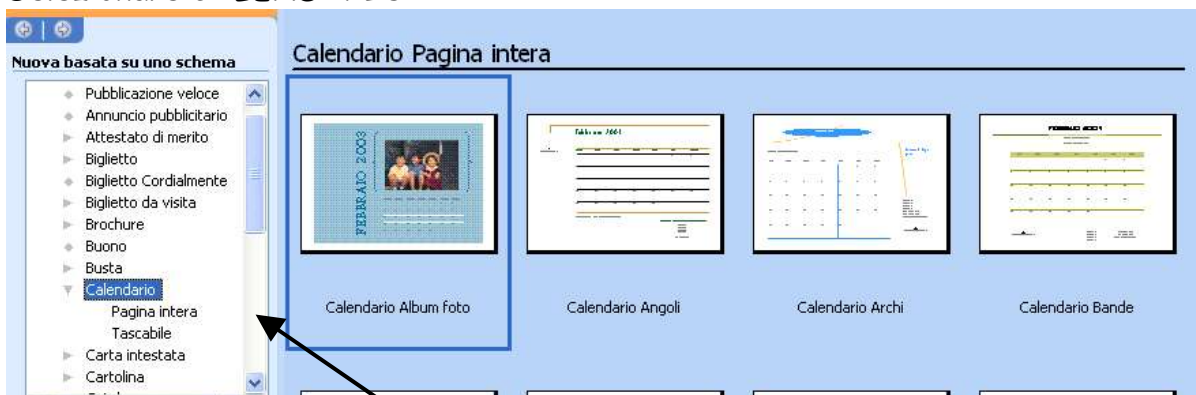 Nuova basata su uno schema
Pubblicazione veloce
Annuncio pubblicitario
Attestato di merito
Biglietto
Biglietto Cordialmente
Biglietto da visita
Brochure
Buono
Busta
Calendario
Pagina intera
Tascabile
Carta intestata
Cartolina
Calendario Pagina intera
FEBBRAIO 2003
Calendario Album foto
Calendario Angoli
Calendario Archi
Calendario Bande